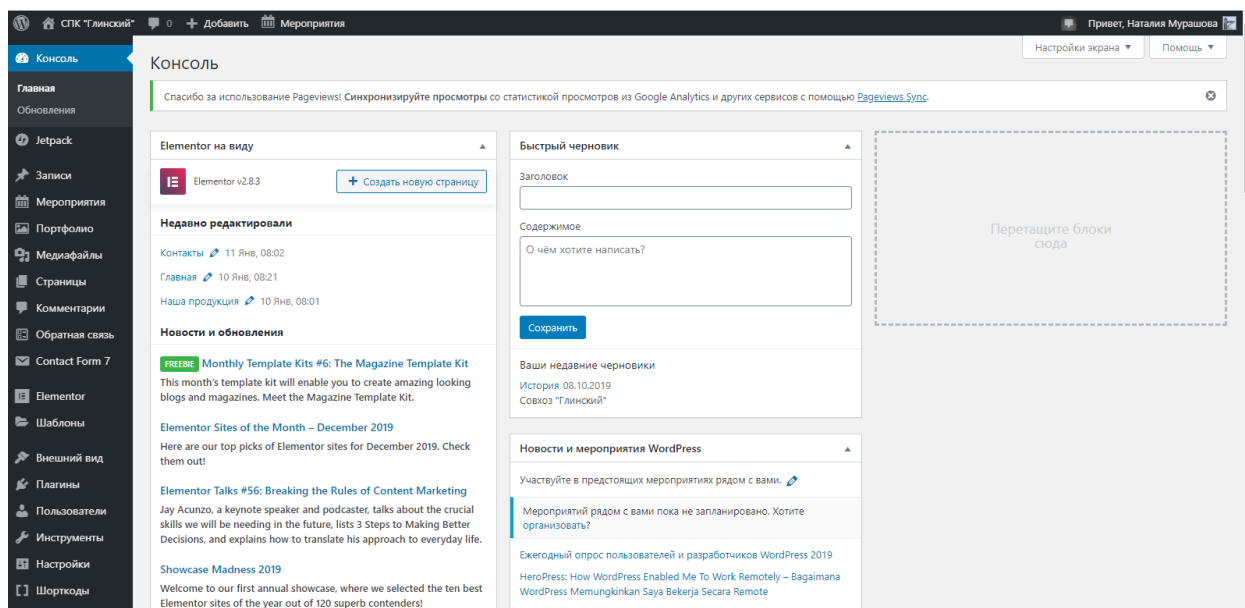 СПК "Глинский" 0 + Добавить Мероприятия
Привет, Наталия Мурашова
Консоль
Главная
Обновления
Jetpack
Записи
Мероприятия
Портфолио
Медиафайлы
Страницы
Комментарии
Обратная связь
Contact Form 7
Elementor
Шаблоны
Внешний вид
Плагины
Пользователи
Инструменты
Настройки
Шорткоды
Настройки экрана
Помощь
Консоль
Спасибо за использование Pageviews! Синхронизируйте просмотры со статистикой просмотров из Google Analytics и других сервисов с помощью Pageviews Sync.
Elementor на виду
Elementor v2.8.3
+ Создать новую страницу
Недавно редактировали
Контакты 11 Янв, 08:02
Главная 10 Янв, 08:21
Наша продукция 10 Янв, 08:01
Новости и обновления
FREEBIE Monthly Template Kits #6: The Magazine Template Kit
This month's template kit will enable you to create amazing looking
blogs and magazines. Meet the Magazine Template Kit.
Elementor Sites of the Month – December 2019
Here are our top picks of Elementor sites for December 2019. Check
them out!
Elementor Talks #56: Breaking the Rules of Content Marketing
Jay Acunzo, a keynote speaker and podcaster, talks about the crucial
skills we will be needing in the future, lists 3 Steps to Making Better
Decisions, and explains how to translate his approach to everyday life.
Showcase Madness 2019
Welcome to our first annual showcase, where we selected the ten best
Elementor sites of the year out of 120 superb contenders!
Быстрый черновик
Заголовок
Содержимое
О чём хотите написать?
Сохранить
Ваши недавние черновики
История 08.10.2019
Совхоз "Глинский"
Новости и мероприятия WordPress
Участвуйте в предстоящих мероприятиях рядом с вами.
Мероприятий рядом с вами пока не запланировано. Хотите
организовать?
Ежегодный опрос пользователей и разработчиков WordPress 2019
HeroPress: How WordPress Enabled Me To Work Remotely – Bagaimana
WordPress Memungkinkan Saya Bekerja Secara Remote
Перетащите блоки
сюда